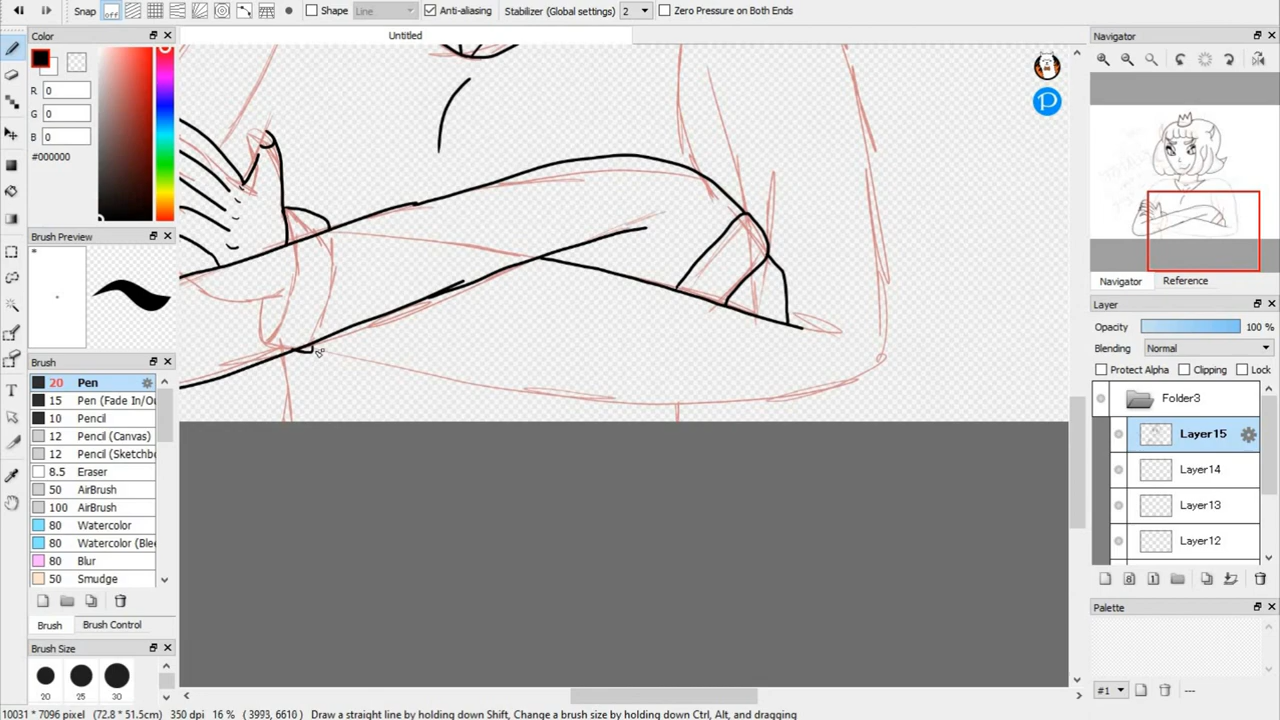 Snap off Shape Line Anti-aliasing Stabilizer (Global settings) 2 Zero Pressure on Both Ends
Color
Untitled
Navigator
R 0
G 0
B 0
#000000
Brush Preview
Navigator Reference
Layer
Opacity 100 %
Blending Normal
Protect Alpha Clipping Lock
Brush
20 Pen
15 Pen (Fade In/Ou
10 Pencil
12 Pencil (Canvas)
12 Pencil (Sketchbo
8.5 Eraser
50 AirBrush
100 AirBrush
80 Watercolor
80 Watercolor (Blee
80 Blur
50 Smudge
Folder3
Layer15
Layer14
Layer13
Layer12
8 1
Palette
Brush Brush Control
Brush Size
20 25 30
#1 ---
10031 * 7096 pixel (72.8 * 51.5cm) 350 dpi 16 % ( 3993, 6610 ) Draw a straight line by holding down Shift, Change a brush size by holding down Ctrl, Alt, and dragging